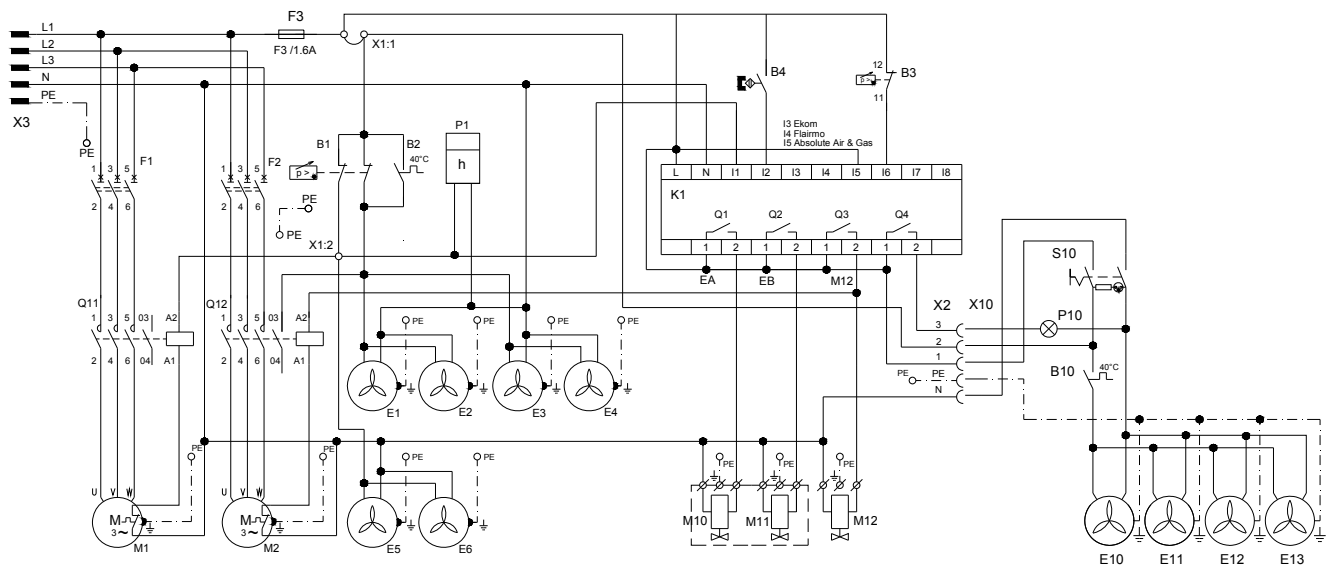 F3
L1
F3 /1.6A
X1:1
L2
L3
N
PE
X3
PE
B4
12
B3
p >
11
I3 Ekom
I4 Flairmo
I5 Absolute Air & Gas
F1
1 3 5
2 4 6
F2
1 3 5
2 4 6
B1
B2
40°C
p >
P1
h
PE
PE
X1:2
L N I1 I2 I3 I4 I5 I6 I7 I8
K1
Q1 Q2 Q3 Q4
1 2 1 2 1 2 1 2
EA EB M12
Q11
1 3 5 03 A2
2 4 6 04 A1
Q12
1 3 5 03 A2
2 4 6 04 A1
PE PE PE PE
E1 E2 E3 E4
S10
X2 X10
3
2
1
PE PE
N
P10
B10
40°C
PE PE PE PE
U V W
M
3 ~
M1
U V W
M
3 ~
M2
E5 E6
PE PE
M10 M11 M12
E10 E11 E12 E13